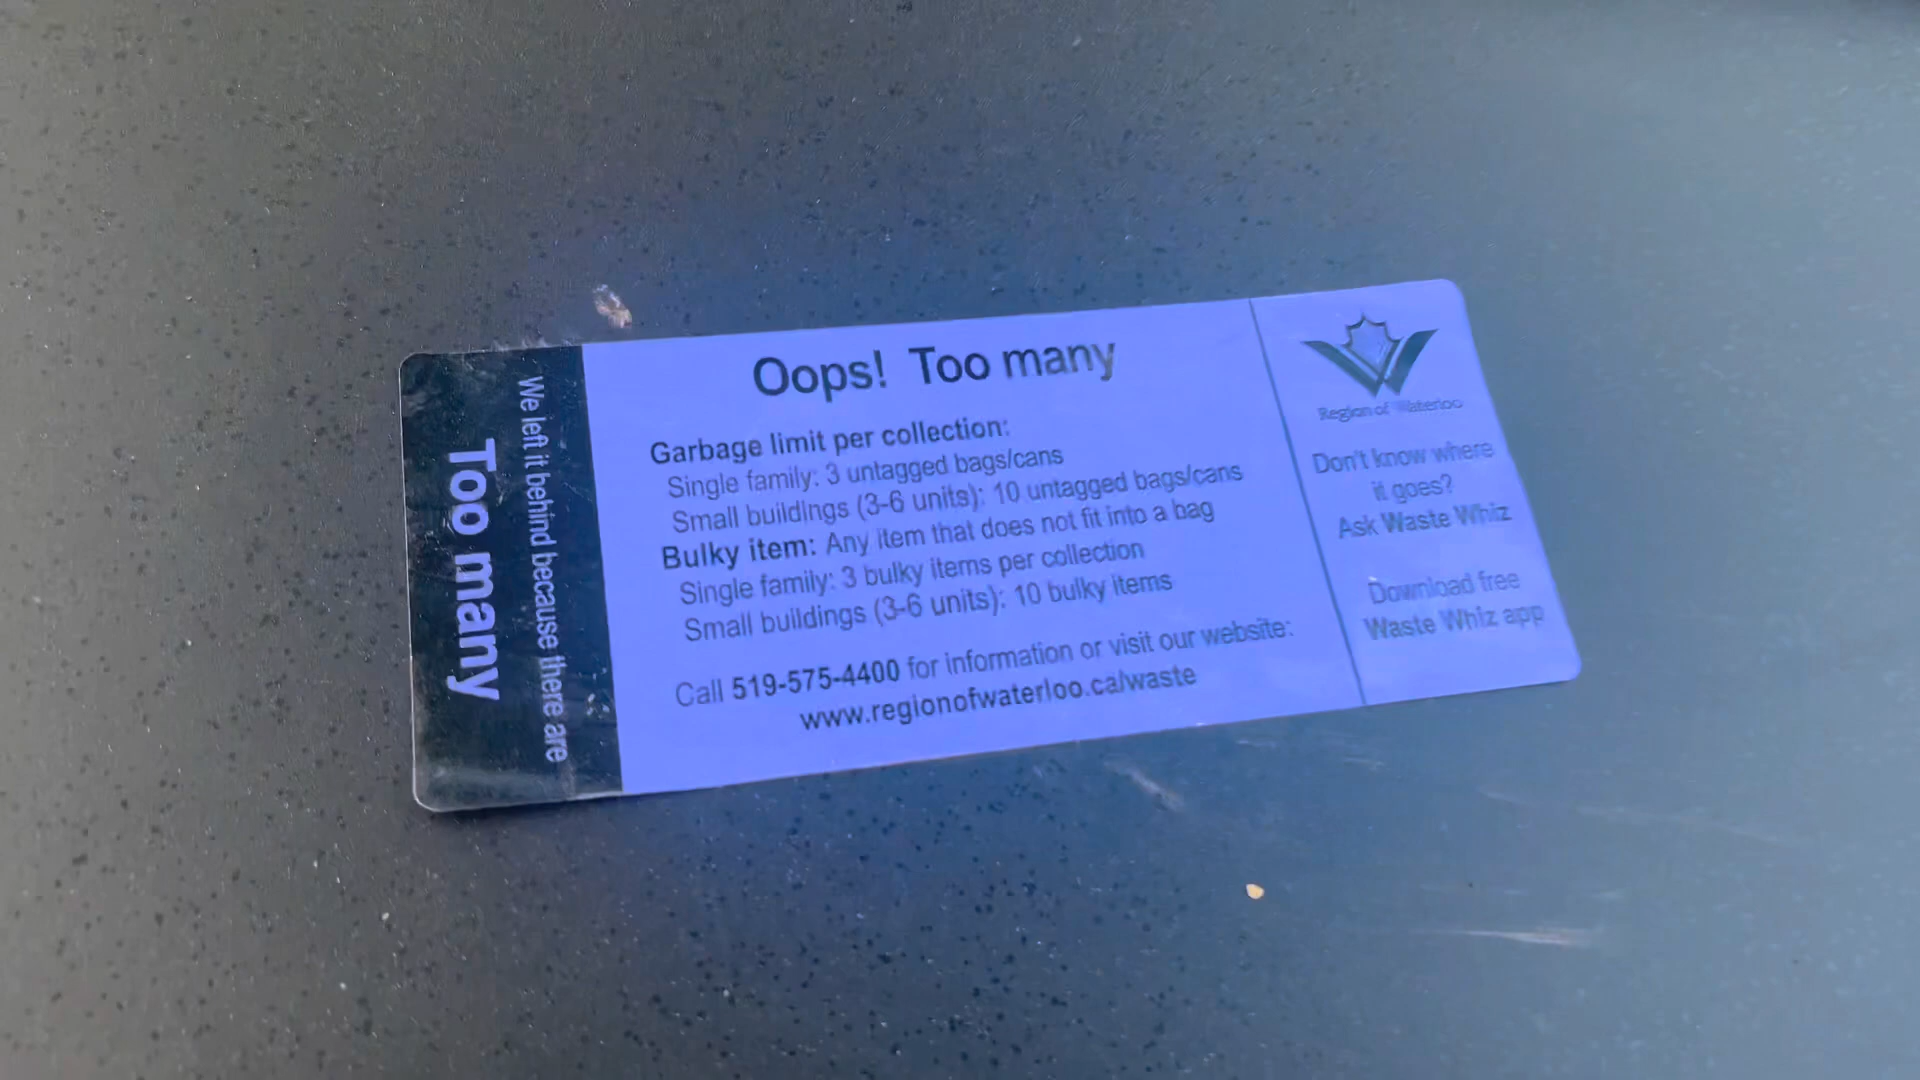 We left it behind because there are
Too many
Oops! Too many
Garbage limit per collection:
Single family: 3 untagged bags/cans
Small buildings (3-6 units): 10 untagged bags/cans
Bulky item: Any item that does not fit into a bag
Single family: 3 bulky items per collection
Small buildings (3-6 units): 10 bulky items
Call 519-575-4400 for information or visit our website:
www.regionofwaterloo.ca/waste
Region of Waterloo
Don't know where
it goes?
Ask Waste Whiz
Download free
Waste Whiz app